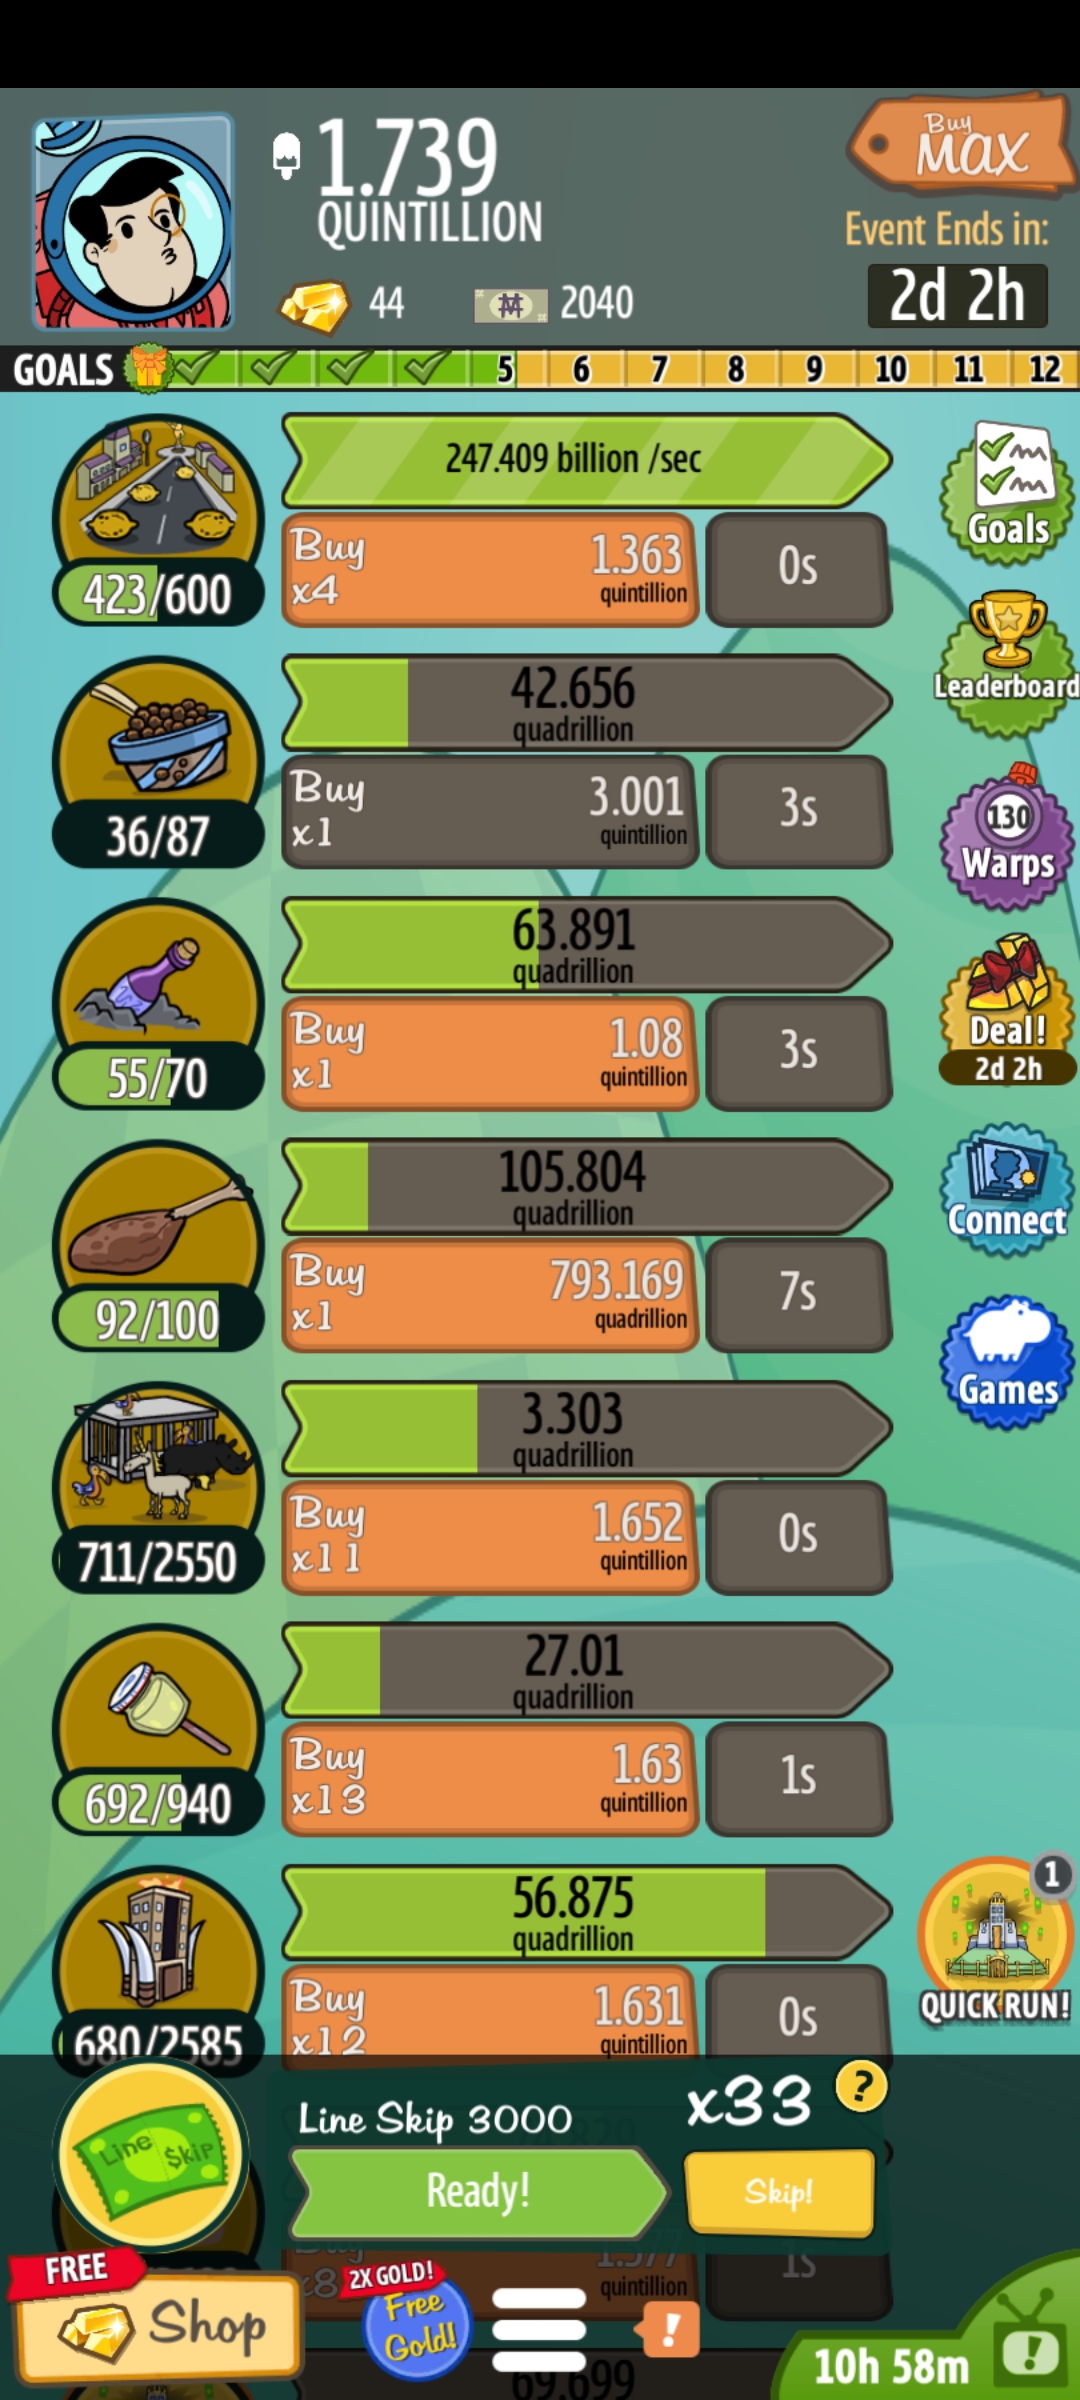 1.739
QUINTILLION
44
2040
Buy
MAX
Event Ends in:
2d 2h
GOALS
5
6
7
8
9
10
11
12
247.409 billion /sec
423/600
Buy
x4
1.363
quintillion
0s
Goals
Leaderboard
42.656
quadrillion
36/87
Buy
x1
3.001
quintillion
3s
130
Warps
63.891
quadrillion
55/70
Buy
x1
1.08
quintillion
3s
Deal!
2d 2h
105.804
quadrillion
92/100
Buy
x1
793.169
quadrillion
7s
Connect
Games
3.303
quadrillion
711/2550
Buy
x11
1.652
quintillion
0s
27.01
quadrillion
692/940
Buy
x13
1.63
quintillion
1s
56.875
quadrillion
680/2585
Buy
x12
1.631
quintillion
0s
1
QUICK RUN!
Line Skip
Line Skip 3000
x33
?
Ready!
Skip!
Buy
x8
1.577
quintillion
1s
FREE
Shop
2X GOLD!
Free
Gold!
!
69.699
10h 58m
!